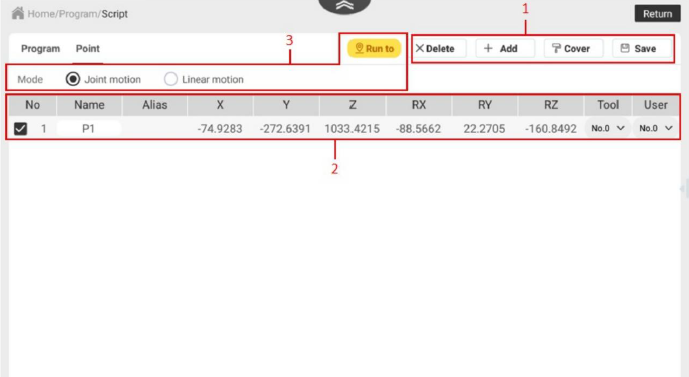 Home/Program/Script Return
1
Program Point 3 Run to Delete + Add Cover Save
Mode Joint motion Linear motion
No Name Alias X Y Z RX RY RZ Tool User
1 P1 -74.9283 -272.6391 1033.4215 -88.5662 22.2705 -160.8492 No.0 No.0
2